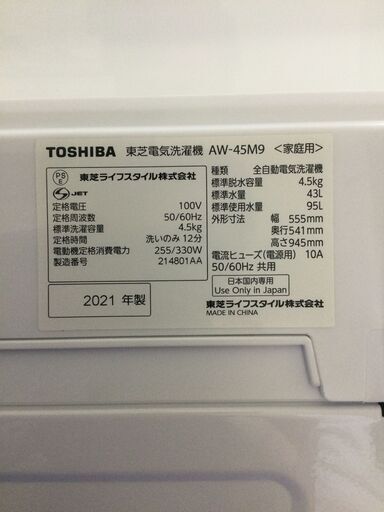 TOSHIBA 東芝電気洗濯機 AW-45M9 <家庭用>
PS
E
JET
東芝ライフスタイル株式会社
定格電圧 100V
定格周波数 50/60Hz
標準洗濯容量 4.5kg
定格時間 洗いのみ 12分
電動機定格消費電力 255/330W
製造番号 214801AA
2021 年製
種類 全自動電気洗濯機
標準脱水容量 4.5kg
標準水量 43L
標準使用水量 95L
外形寸法 幅 555mm
奥行541mm
高さ945mm
電流ヒューズ(電源用) 10A
50/60Hz 共用
日本国内専用
Use Only in Japan
東芝ライフスタイル株式会社
MADE IN CHINA